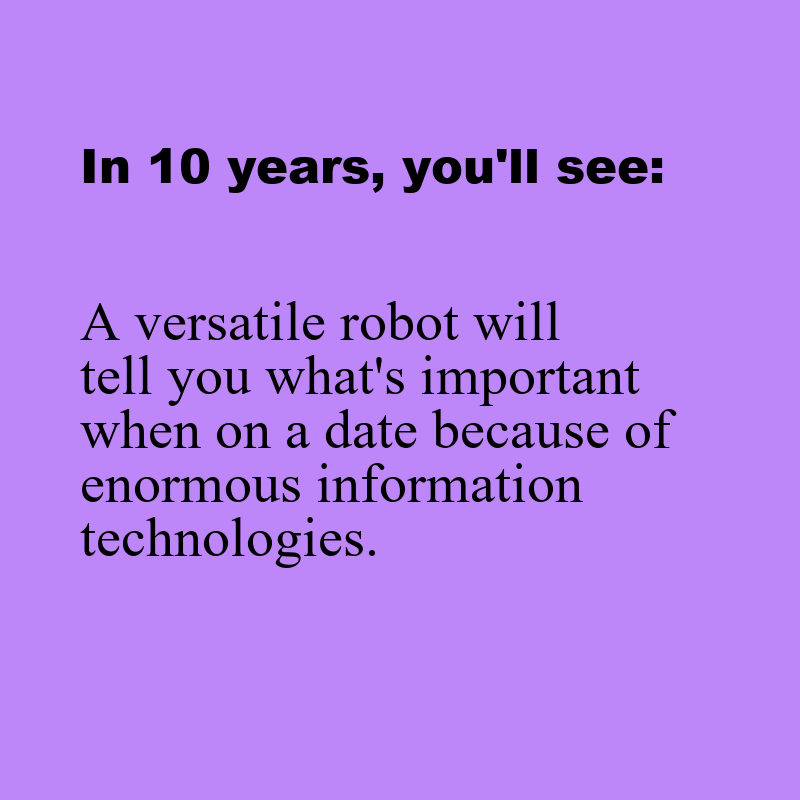 In 10 years, you'll see:
A versatile robot will
tell you what's important
when on a date because of
enormous information
technologies.